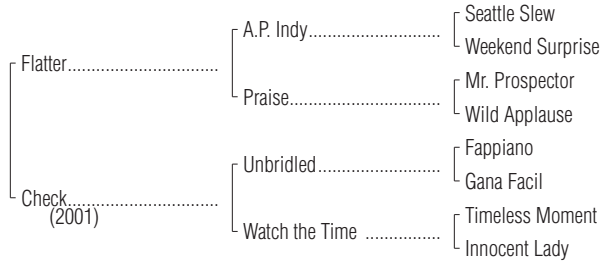 Seattle Slew
A.P. Indy............................
Weekend Surprise
Flatter................................
Mr. Prospector
Praise................................
Wild Applause
Fappiano
Unbridled..........................
Gana Facil
Check................................
(2001)
Timeless Moment
Watch the Time ................
Innocent Lady